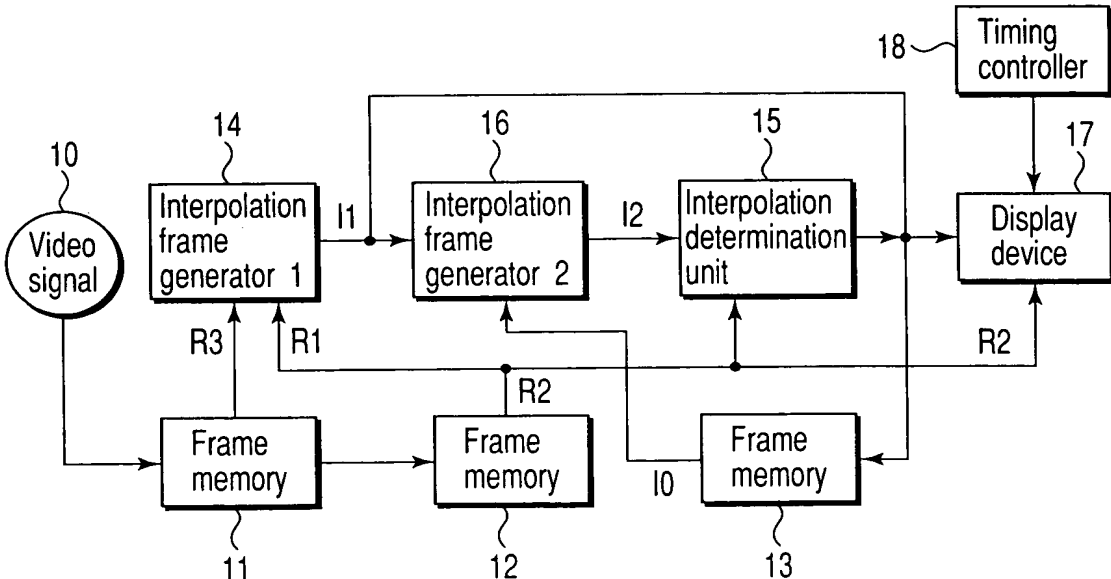 18
Timing
controller
10
14
16
15
17
Video
signal
Interpolation
frame
generator 1
I1
Interpolation
frame
generator 2
I2
Interpolation
determination
unit
Display
device
R3
R1
R2
R2
Frame
memory
Frame
memory
I0
Frame
memory
11
12
13